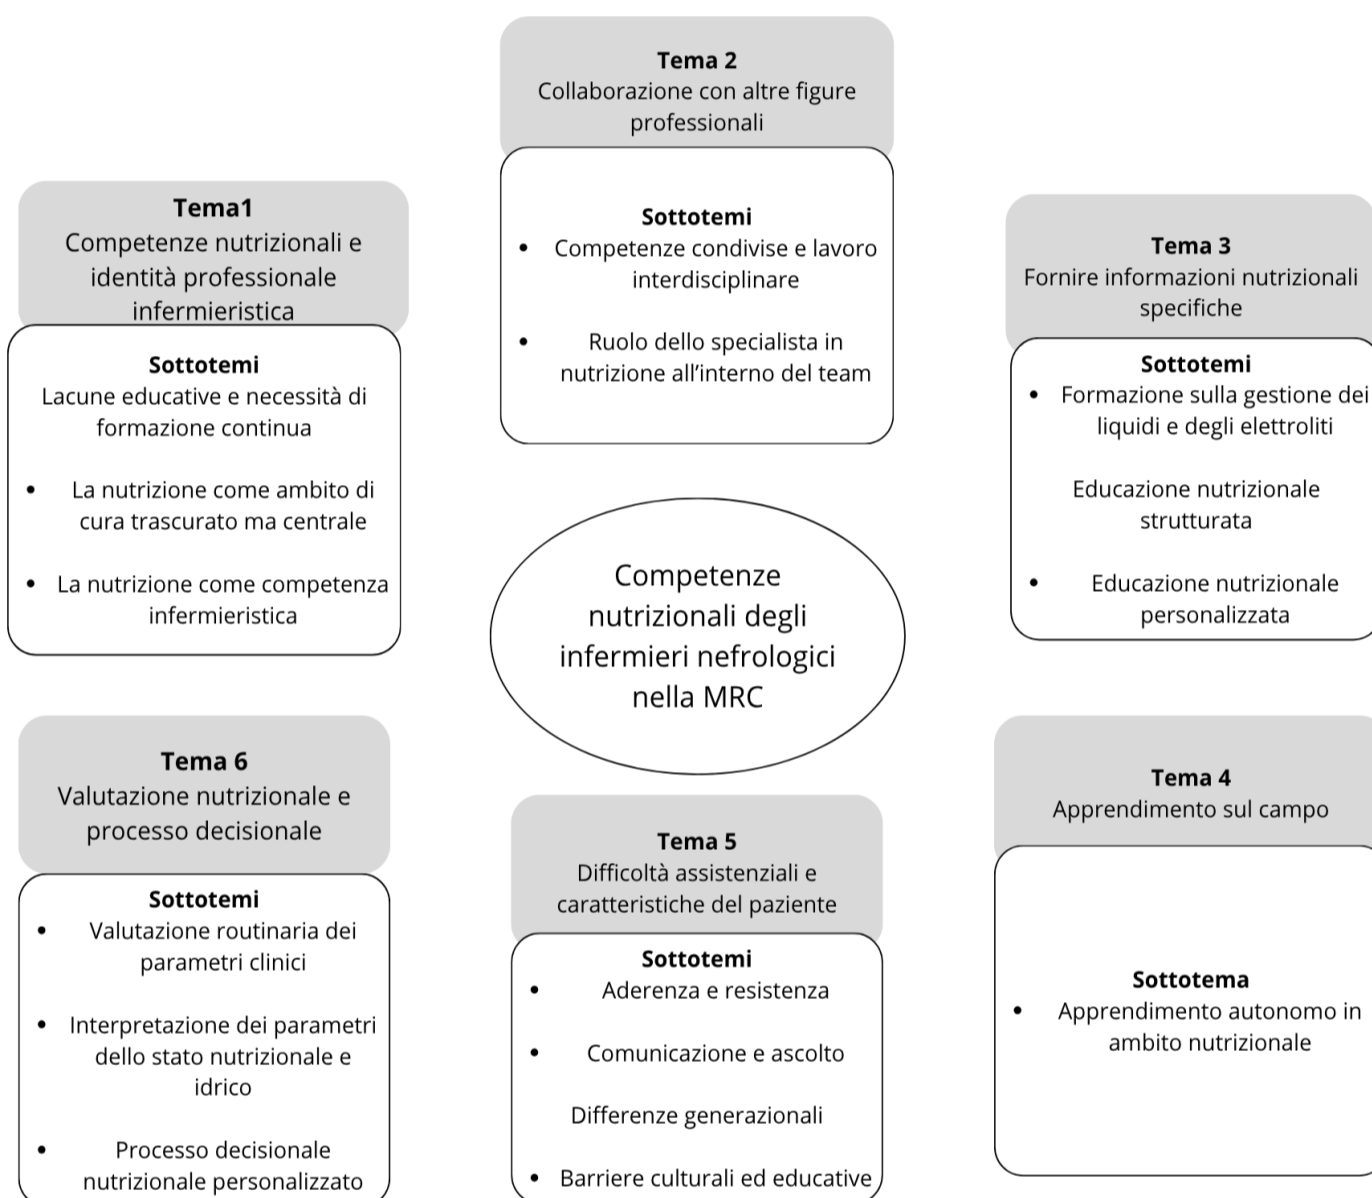 Tema1
Competenze nutrizionali e
identità professionale
infermieristica
Sottotemi
Lacune educative e necessità di
formazione continua
• La nutrizione come ambito di
cura trascurato ma centrale
• La nutrizione come competenza
infermieristica
Tema 2
Collaborazione con altre figure
professionali
Sottotemi
• Competenze condivise e lavoro
interdisciplinare
• Ruolo dello specialista in
nutrizione all'interno del team
Tema 3
Fornire informazioni nutrizionali
specifiche
Sottotemi
• Formazione sulla gestione dei
liquidi e degli elettroliti
Educazione nutrizionale
strutturata
• Educazione nutrizionale
personalizzata
Competenze
nutrizionali degli
infermieri nefrologici
nella MRC
Tema 4
Apprendimento sul campo
Sottotema
• Apprendimento autonomo in
ambito nutrizionale
Tema 5
Difficoltà assistenziali e
caratteristiche del paziente
Sottotemi
• Aderenza e resistenza
• Comunicazione e ascolto
Differenze generazionali
• Barriere culturali ed educative
Tema 6
Valutazione nutrizionale e
processo decisionale
Sottotemi
• Valutazione routinaria dei
parametri clinici
• Interpretazione dei parametri
dello stato nutrizionale e
idrico
• Processo decisionale
nutrizionale personalizzato